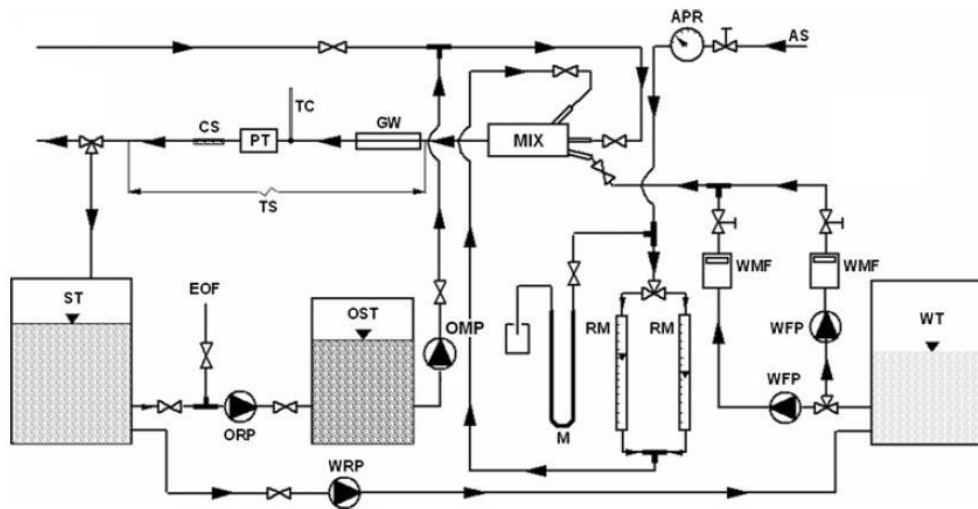 APR
AS
TC
CS
PT
GW
MIX
TS
WMF
WMF
ST
EOF
OST
OMP
RM
RM
WFP
WT
WFP
ORP
M
WRP